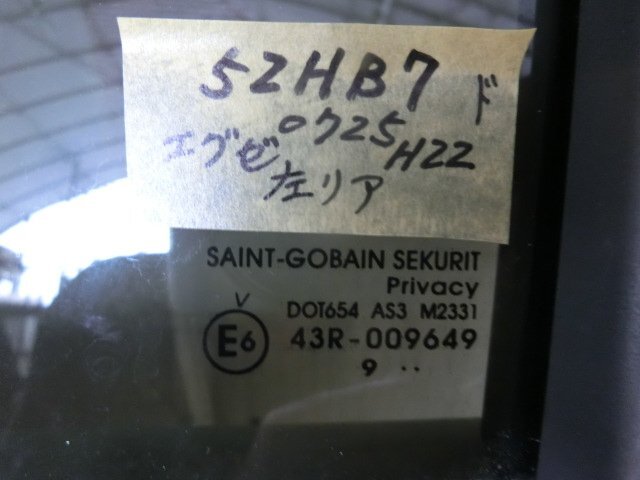 52HB7 ド
エグゼ 0725 H22
左リア
SAINT-GOBAIN SEKURIT
Privacy
DOT654 AS3 M2331
V
E6 43R-009649
9 ··